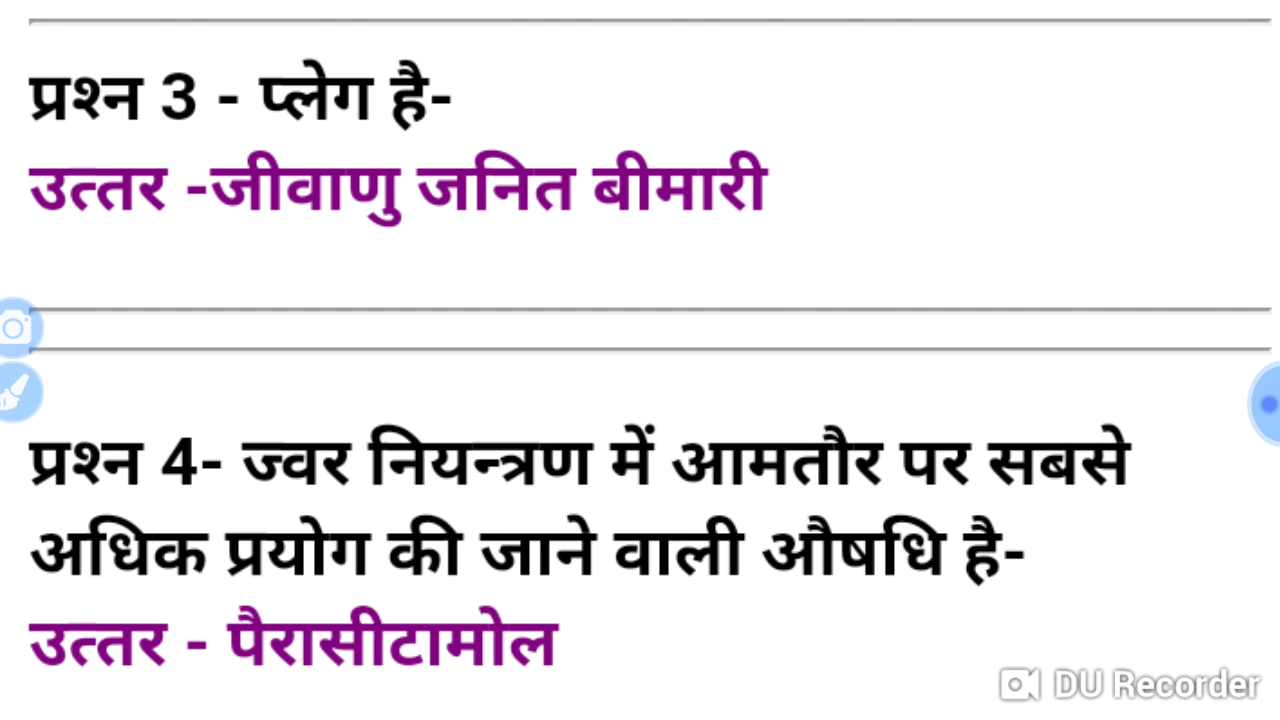 प्रश्न 3 - प्लेग है-
उत्तर -जीवाणु जनित बीमारी
प्रश्न 4- ज्वर नियन्त्रण में आमतौर पर सबसे
अधिक प्रयोग की जाने वाली औषधि है-
उत्तर - पैरासीटामोल
DU Recorder